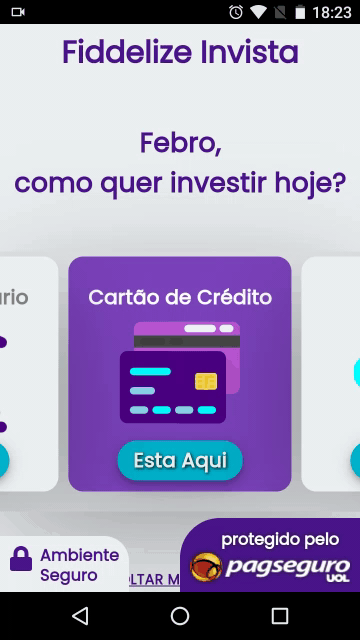 18:23
Fiddelize Invista
Febro,
como quer investir hoje?
ário
Cartão de Crédito
Esta Aqui
protegido pelo
pagseguro
UOL
Ambiente
Seguro
OLTAR M